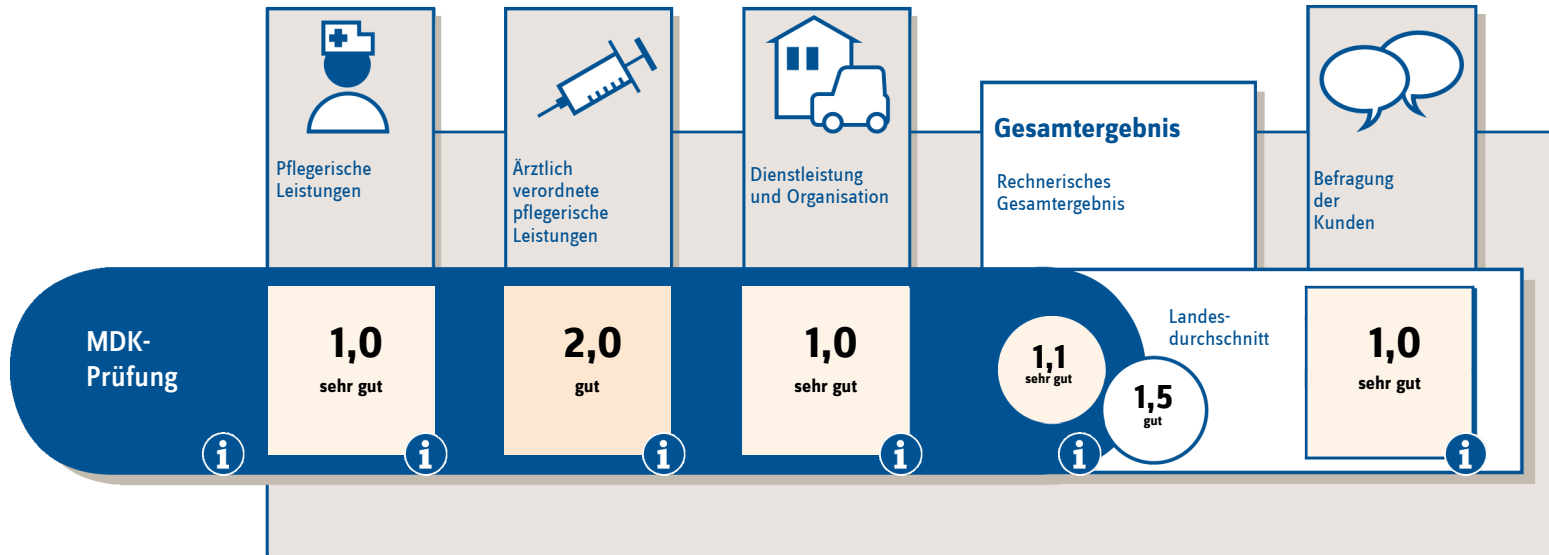 Pflegerische
Leistungen
Ärztlich
verordnete
pflegerische
Leistungen
Dienstleistung
und Organisation
Gesamtergebnis
Rechnerisches
Gesamtergebnis
Befragung
der
Kunden
MDK-
Prüfung
1,0
sehr gut
2,0
gut
1,0
sehr gut
1,1
sehr gut
Landes-
durchschnitt
1,5
gut
1,0
sehr gut
i
i
i
i
i
i